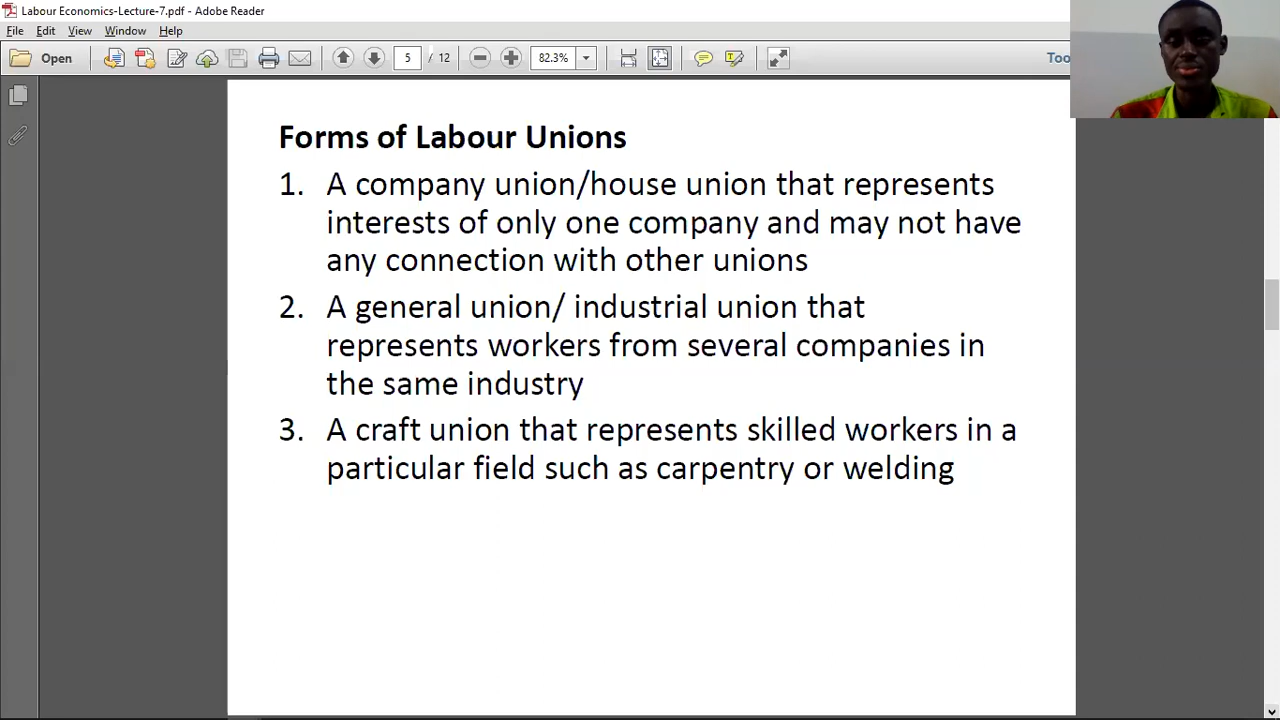 Labour Economics-Lecture-7.pdf - Adobe Reader
File Edit View Window Help
Open 5 / 12 82.3%
Forms of Labour Unions
1. A company union/house union that represents
interests of only one company and may not have
any connection with other unions
2. A general union/ industrial union that
represents workers from several companies in
the same industry
3. A craft union that represents skilled workers in a
particular field such as carpentry or welding